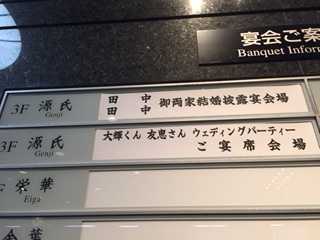 宴会ご案
Banquet Infor
3F 源氏
Genji
田中
田中
御両家結婚披露宴会場
3F 源氏
Genji
大輝くん 友恵さん ウェディングパーティー
ご宴席会場
F 栄華
Eiga